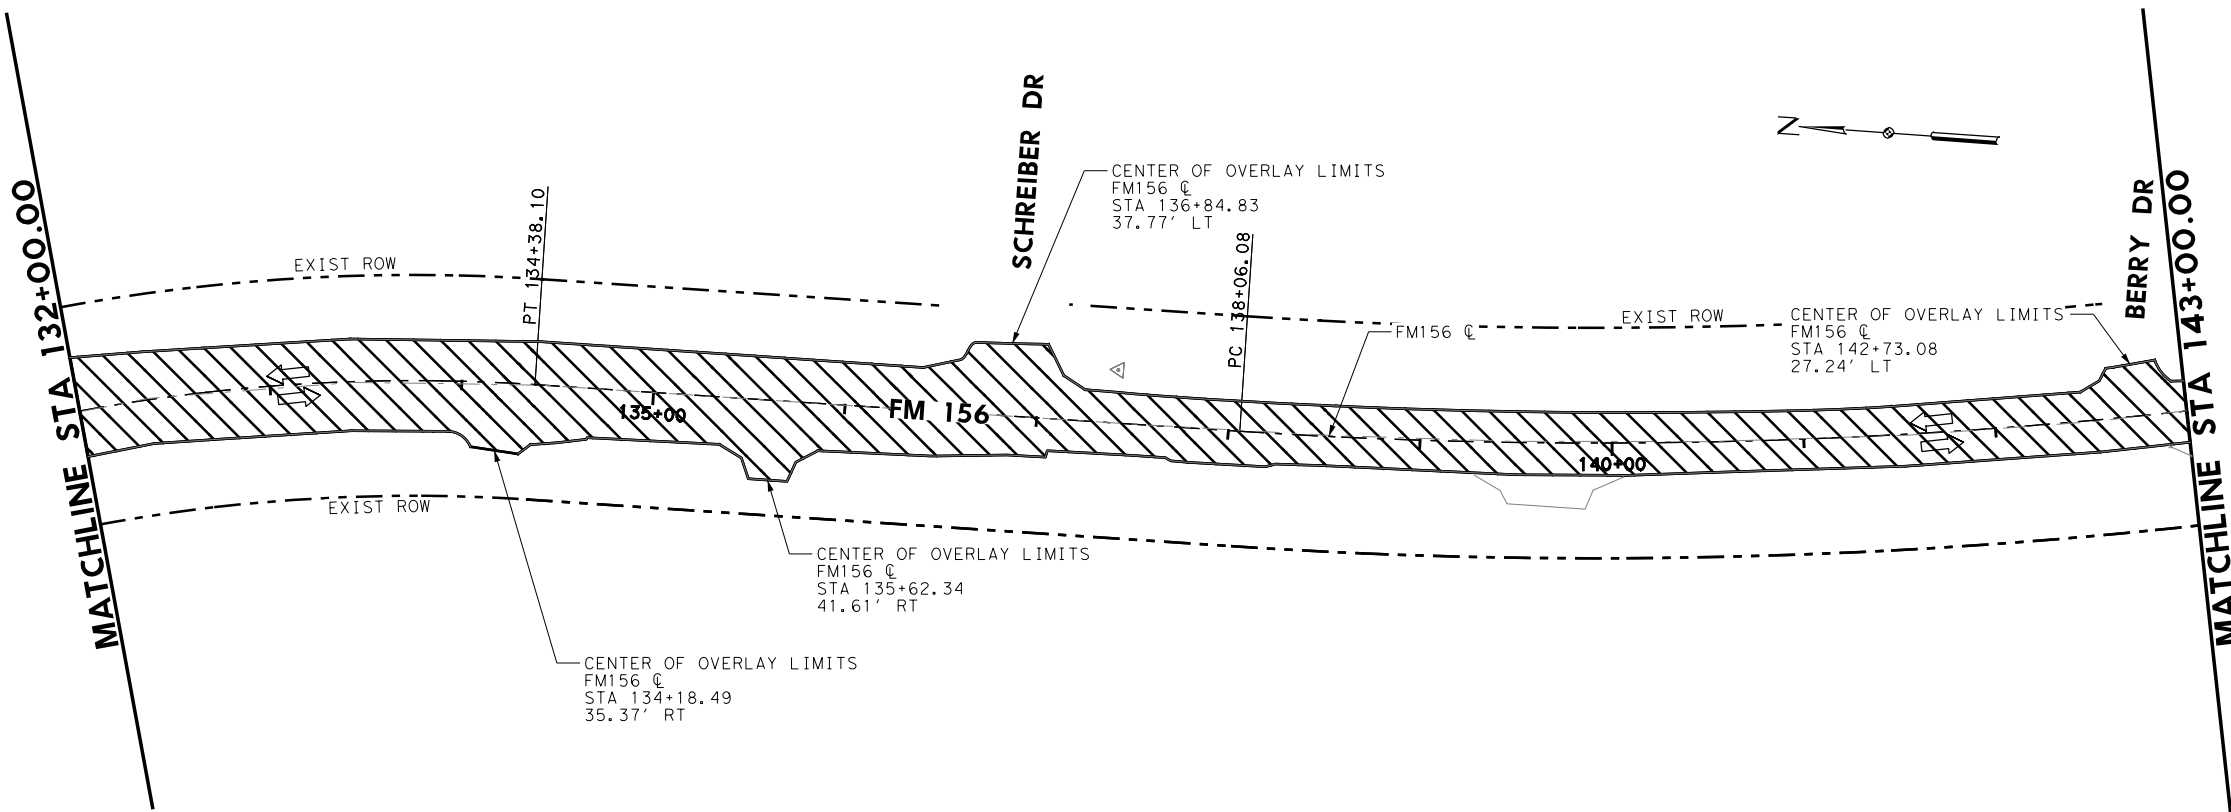 MATCHLINE STA 132+00.00
EXIST ROW
PT 134+38.10
SCHREIBER DR
CENTER OF OVERLAY LIMITS
FM156 ℄
STA 136+84.83
37.77' LT
PC 138+06.08
N
BERRY DR
MATCHLINE STA 143+00.00
FM156 ℄
EXIST ROW
CENTER OF OVERLAY LIMITS
FM156 ℄
STA 142+73.08
27.24' LT
135+00
FM 156
140+00
EXIST ROW
CENTER OF OVERLAY LIMITS
FM156 ℄
STA 135+62.34
41.61' RT
CENTER OF OVERLAY LIMITS
FM156 ℄
STA 134+18.49
35.37' RT